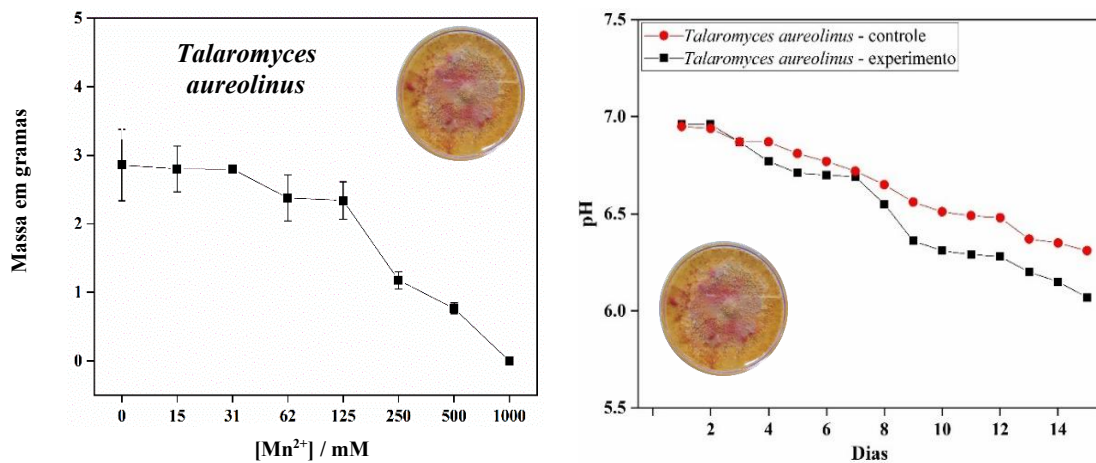 Talaromyces
aureolinus
Massa em gramas
5
4
3
2
1
0
0 15 31 62 125 250 500 1000
[Mn²⁺] / mM
Talaromyces aureolinus - controle
Talaromyces aureolinus - experimento
pH
7.5
7.0
6.5
6.0
5.5
2 4 6 8 10 12 14
Dias